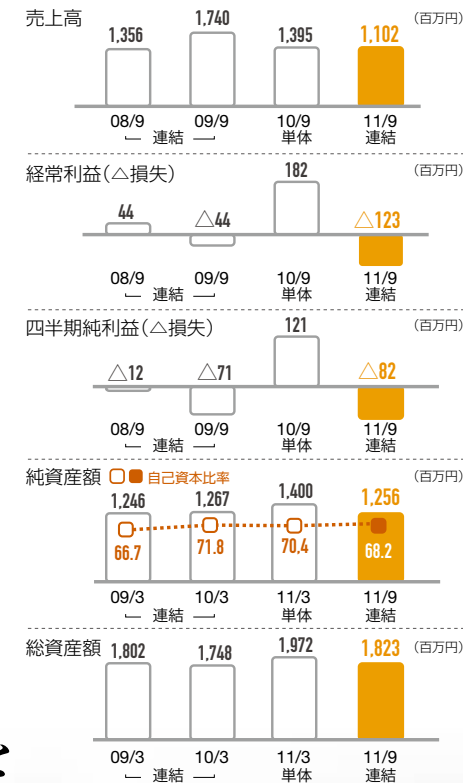 売上高 （百万円）
1,356 1,740 1,395 1,102
08/9 09/9 10/9 11/9
連結 単体 連結
経常利益（△損失） （百万円）
44 △44 182 △123
08/9 09/9 10/9 11/9
連結 単体 連結
四半期純利益（△損失） （百万円）
△12 △71 121 △82
08/9 09/9 10/9 11/9
連結 単体 連結
純資産額 自己資本比率 （百万円）
1,246 1,267 1,400 1,256
66.7 71.8 70.4 68.2
09/3 10/3 11/3 11/9
連結 単体 連結
総資産額 （百万円）
1,802 1,748 1,972 1,823
09/3 10/3 11/3 11/9
連結 単体 連結